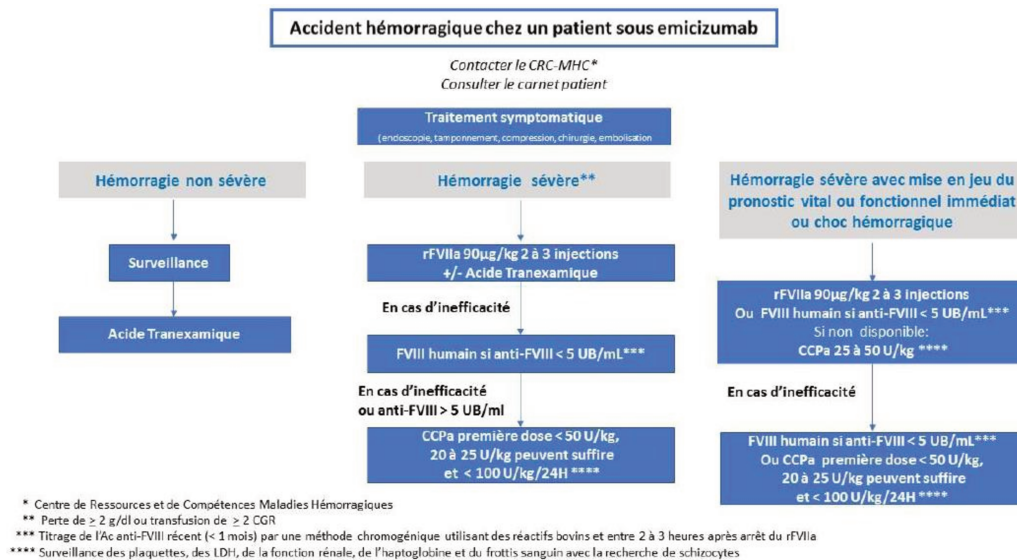 Accident hémorragique chez un patient sous emicizumab
Contacter le CRC-MHC*
Consulter le carnet patient
Traitement symptomatique
(endoscopie, tamponnement, compression, chirurgie, embolisation
Hémorragie non sévère
Surveillance
Acide Tranexamique
Hémorragie sévère**
rFVIIa 90µg/kg 2 à 3 injections
+/- Acide Tranexamique
En cas d'inefficacité
FVIII humain si anti-FVIII < 5 UB/mL***
En cas d'inefficacité
ou anti-FVIII > 5 UB/ml
CCPa première dose < 50 U/kg,
20 à 25 U/kg peuvent suffire
et < 100 U/kg/24H ****
Hémorragie sévère avec mise en jeu du
pronostic vital ou fonctionnel immédiat
ou choc hémorragique
rFVIIa 90µg/kg 2 à 3 injections
Ou FVIII humain si anti-FVIII < 5 UB/mL***
Si non disponible:
CCPa 25 à 50 U/kg ****
En cas d'inefficacité
FVIII humain si anti-FVIII < 5 UB/mL***
Ou CCPa première dose < 50 U/kg,
20 à 25 U/kg peuvent suffire
et < 100 U/kg/24H ****
* Centre de Ressources et de Compétences Maladies Hémorragiques
** Perte de ≥ 2 g/dl ou transfusion de ≥ 2 CGR
*** Titrage de l'Ac anti-FVIII récent (< 1 mois) par une méthode chromogénique utilisant des réactifs bovins et entre 2 à 3 heures après arrêt du rFVIIa
**** Surveillance des plaquettes, des LDH, de la fonction rénale, de l'haptoglobine et du frottis sanguin avec la recherche de schizocytes